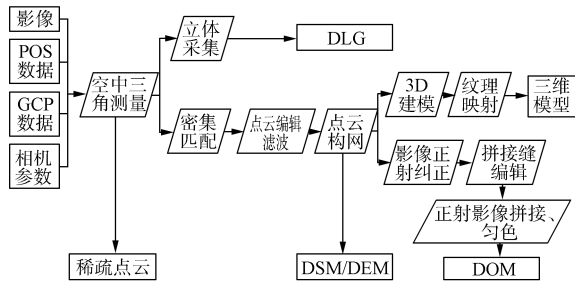 影像
POS
数据
GCP
数据
相机
参数
空中三
角测量
稀疏点云
立体
采集
DLG
密集
匹配
点云编辑
滤波
点云
构网
DSM/DEM
3D
建模
纹理
映射
三维
模型
影像正
射纠正
拼接缝
编辑
正射影像拼接、
匀色
DOM